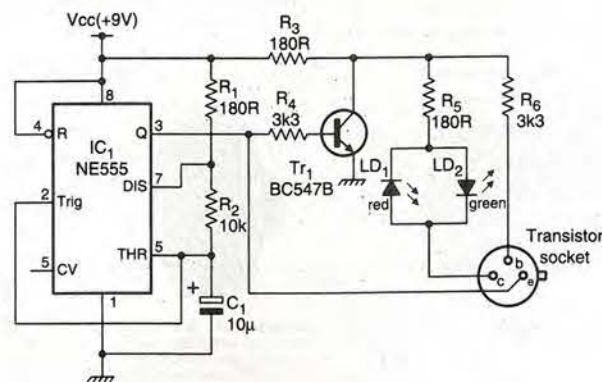 Vcc(+9V)
R3
180R
8
R1
180R
R4
3k3
4
R
Q
3
IC1
NE555
Tr1
BC547B
R5
180R
R6
3k3
2
Trig
DIS
7
R2
10k
LD1
red
LD2
green
THR
5
5
CV
1
+
C1
10μ
Transistor
socket
b
c
e